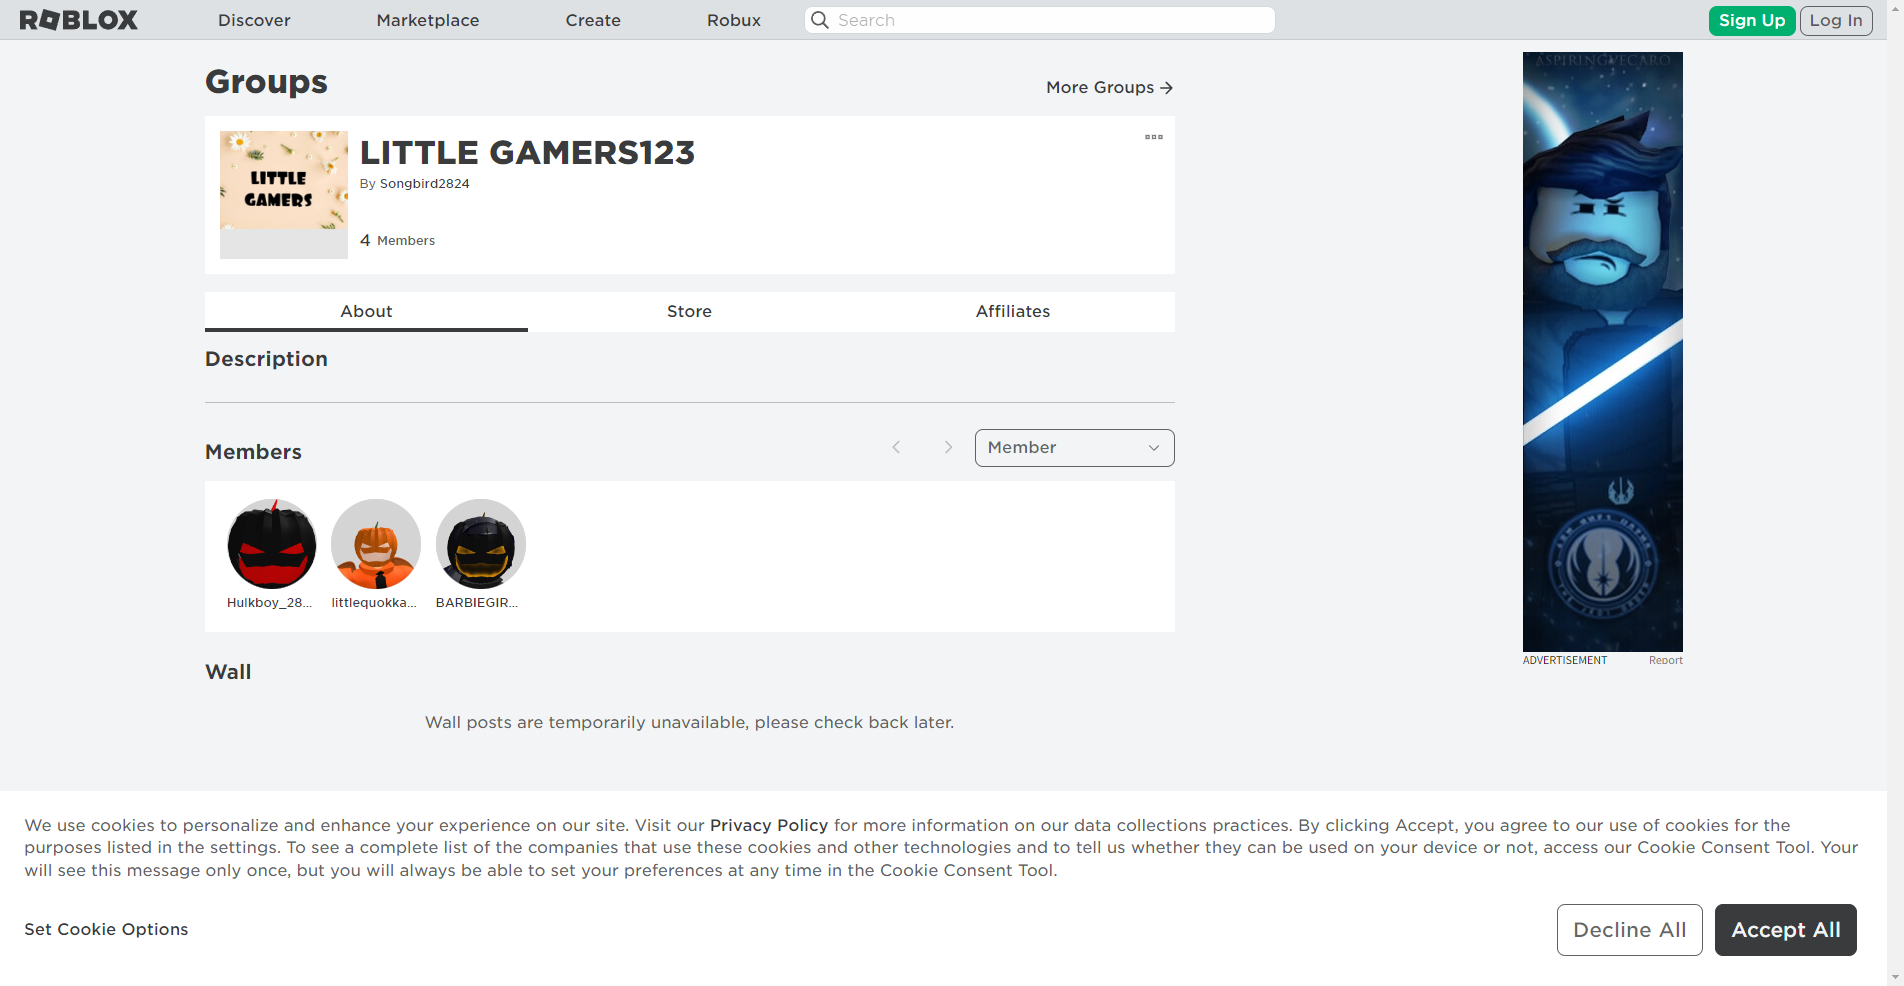 ROBLOX
Discover
Marketplace
Create
Robux
Search
Sign Up
Log In
Groups
More Groups
LITTLE
GAMERS
LITTLE GAMERS123
By Songbird2824
4 Members
About
Store
Affiliates
Description
Members
Member
Hulkboy_28...
littlequokka...
BARBIEGIR...
Wall
Wall posts are temporarily unavailable, please check back later.
ASPIRINGVECARO
ADVERTISEMENT
Report
We use cookies to personalize and enhance your experience on our site. Visit our Privacy Policy for more information on our data collections practices. By clicking Accept, you agree to our use of cookies for the
purposes listed in the settings. To see a complete list of the companies that use these cookies and other technologies and to tell us whether they can be used on your device or not, access our Cookie Consent Tool. Your
will see this message only once, but you will always be able to set your preferences at any time in the Cookie Consent Tool.
Set Cookie Options
Decline All
Accept All